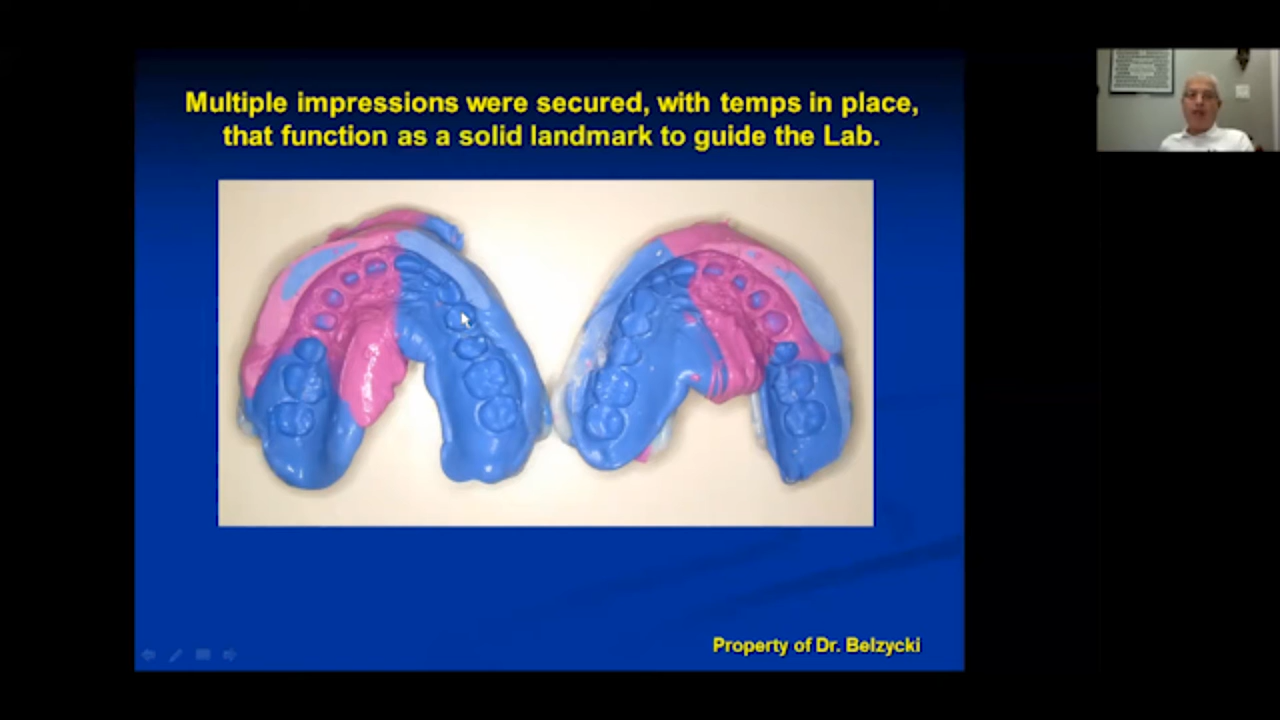 Multiple impressions were secured, with temps in place,
that function as a solid landmark to guide the Lab.
Property of Dr. Belzycki